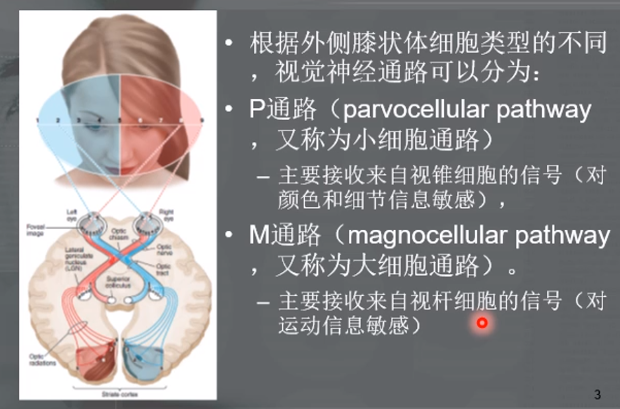 1 2 3 4 5 6 7 8 9
Left eye
Right eye
Foveal image
Optic chiasm
Optic nerve
Lateral geniculate nucleus (LGN)
Optic tract
Superior colliculus
Optic radiations
Striate cortex
• 根据外侧膝状体细胞类型的不同
，视觉神经通路可以分为：
• P通路（parvocellular pathway
，又称为小细胞通路）
– 主要接收来自视锥细胞的信号（对
颜色和细节信息敏感），
• M通路（magnocellular pathway
，又称为大细胞通路）。
– 主要接收来自视杆细胞的信号（对
运动信息敏感）
3